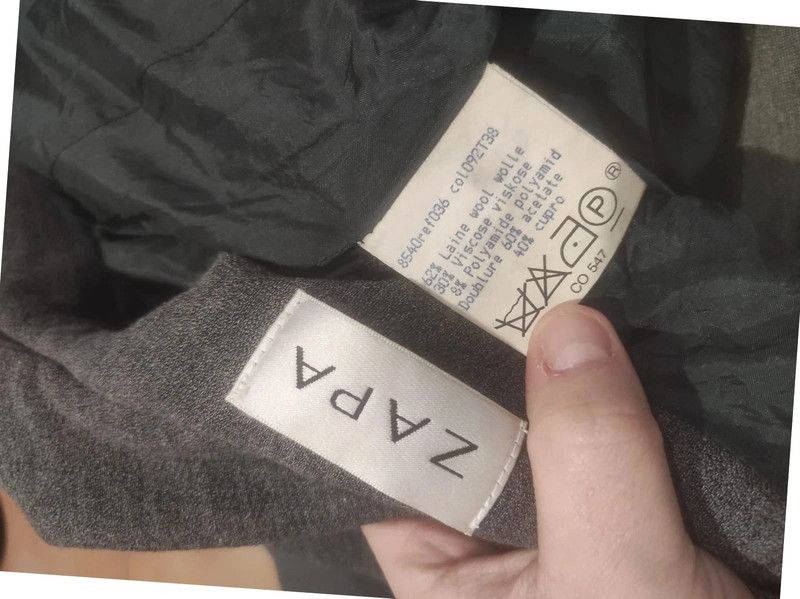 8540ref036 col092T38
62% Laine wool wolle
30% Viscose viskose
8% Polyamide polyamid
Doublure 60% acetate
40% cupro
P ®
CO 547
ZAPA